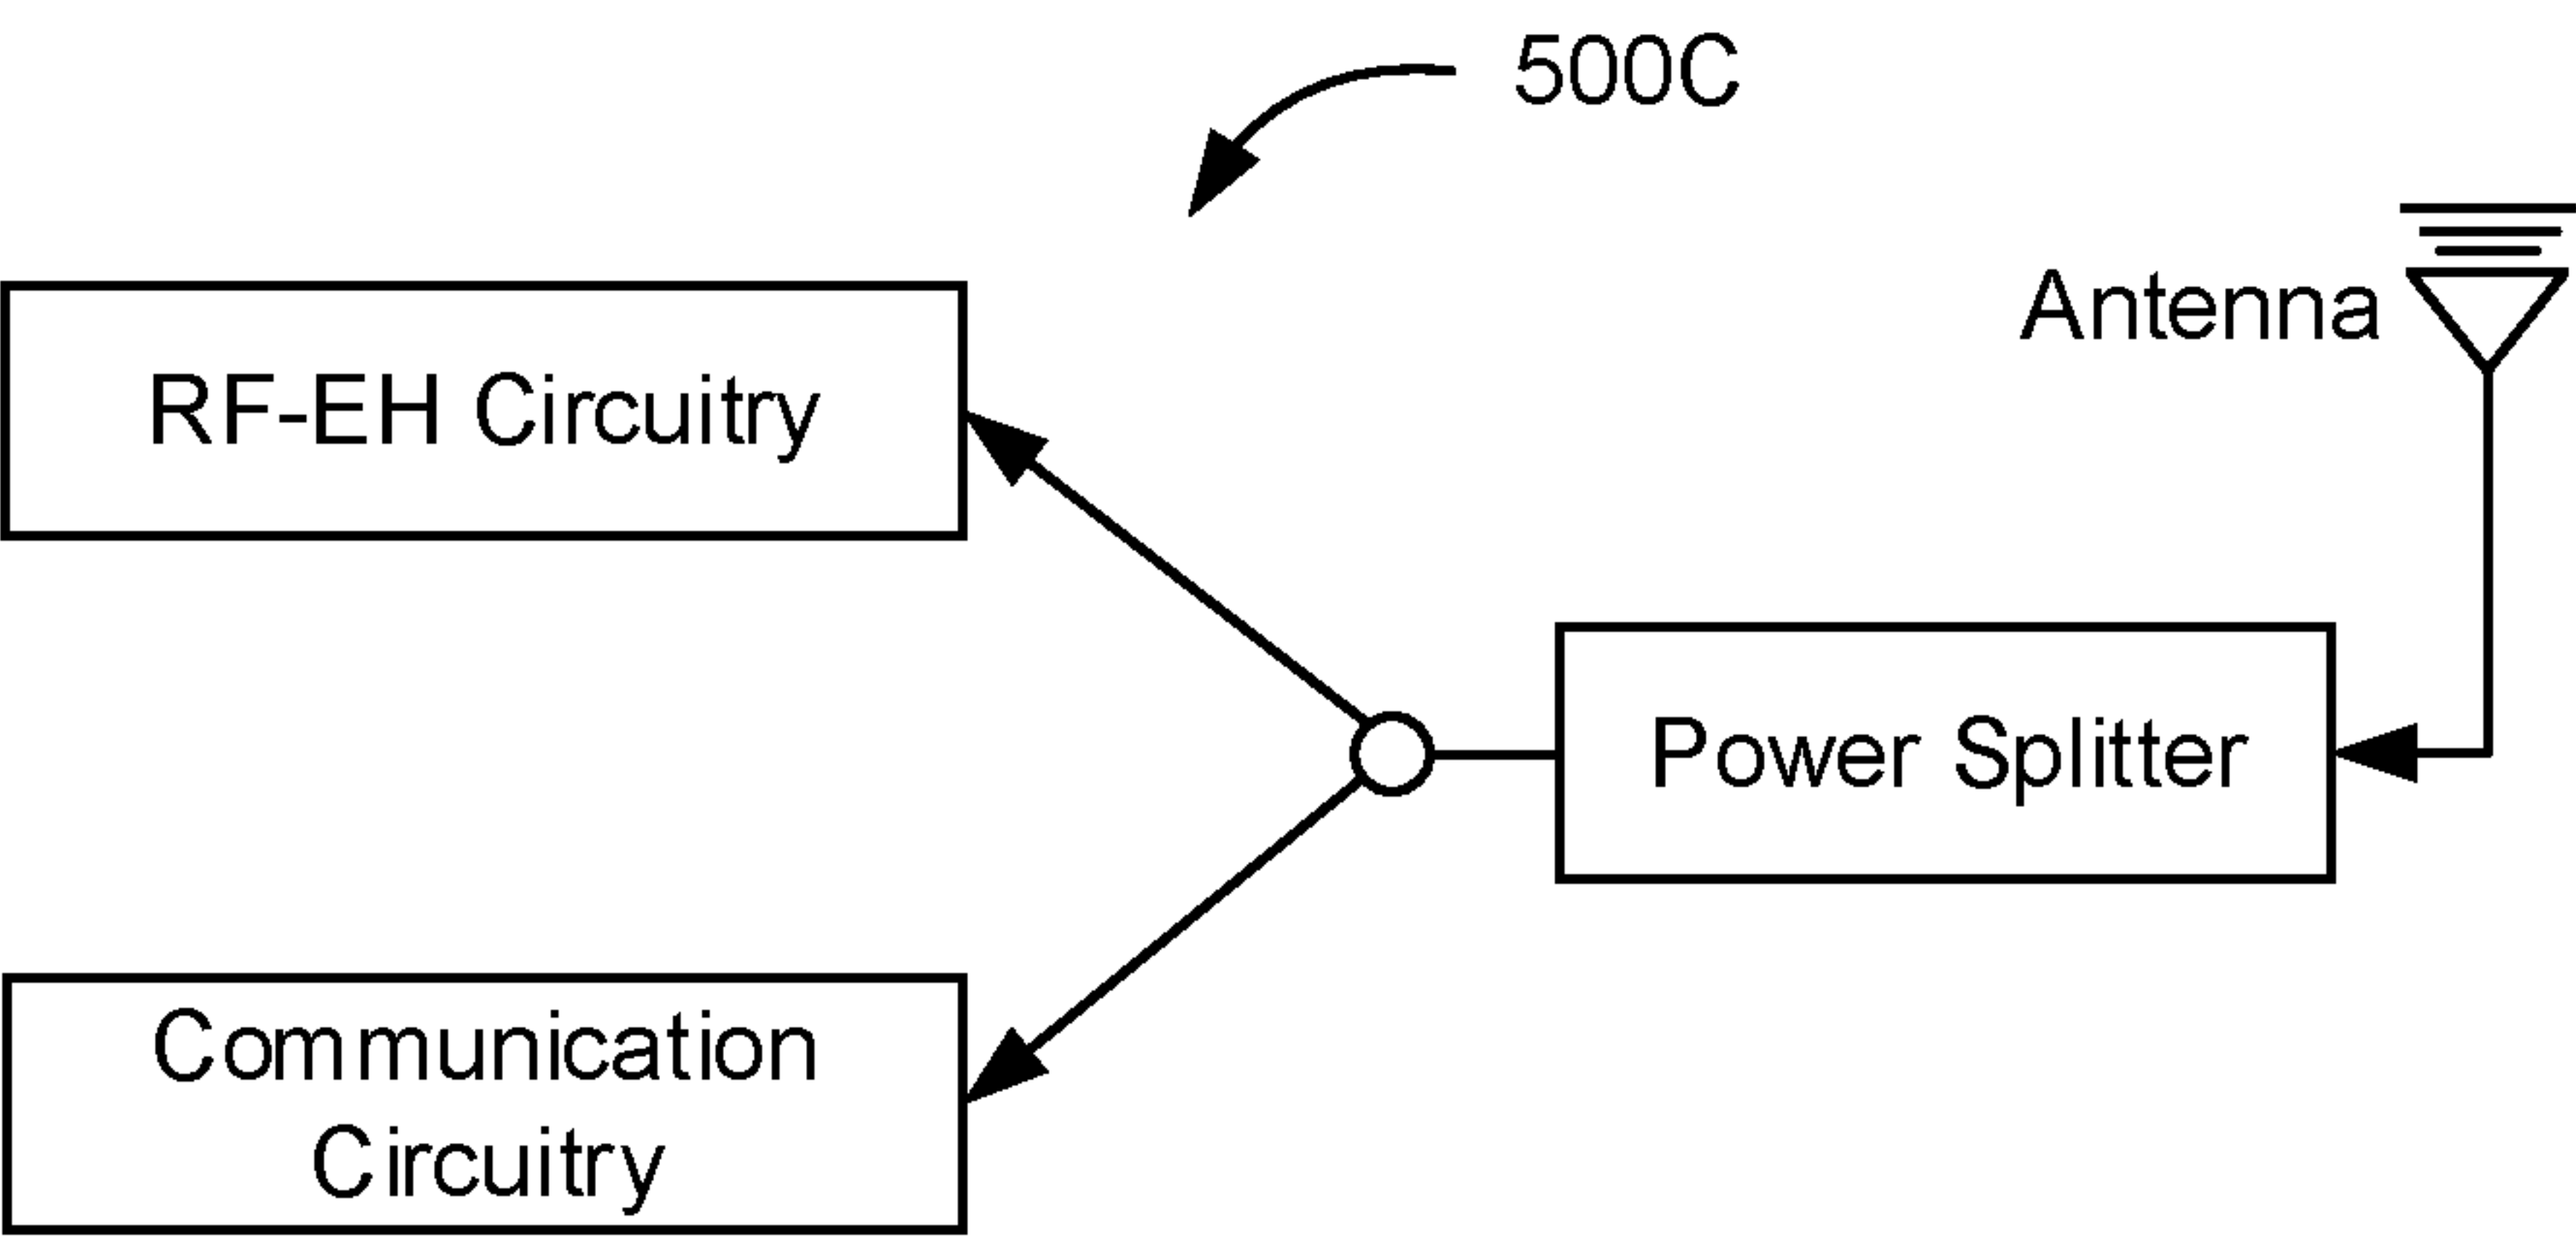 500C
Antenna
RF-EH Circuitry
Power Splitter
Communication
Circuitry